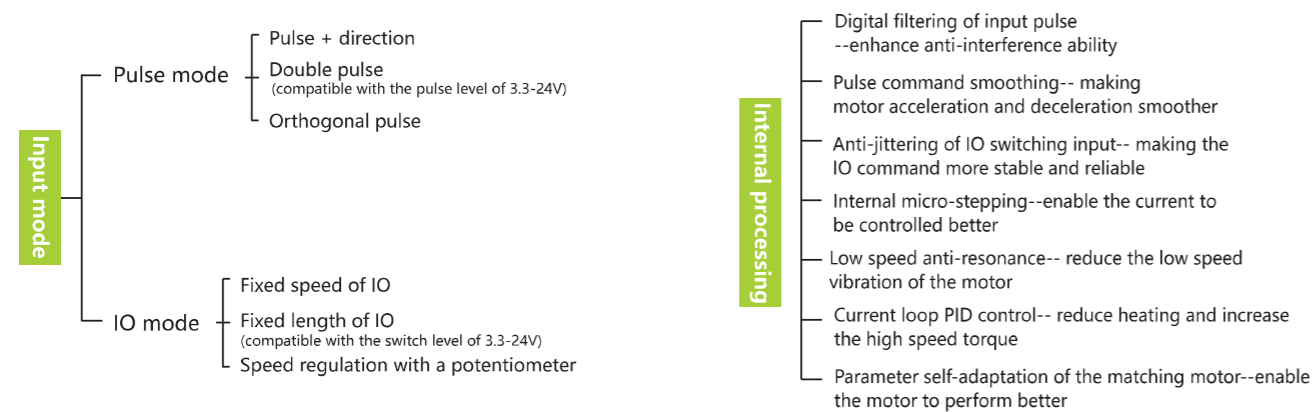 Input mode
Pulse mode
Pulse + direction
Double pulse
(compatible with the pulse level of 3.3-24V)
Orthogonal pulse
IO mode
Fixed speed of IO
Fixed length of IO
(compatible with the switch level of 3.3-24V)
Speed regulation with a potentiometer
Internal processing
Digital filtering of input pulse
--enhance anti-interference ability
Pulse command smoothing-- making
motor acceleration and deceleration smoother
Anti-jittering of IO switching input-- making the
IO command more stable and reliable
Internal micro-stepping--enable the current to
be controlled better
Low speed anti-resonance-- reduce the low speed
vibration of the motor
Current loop PID control-- reduce heating and increase
the high speed torque
Parameter self-adaptation of the matching motor--enable
the motor to perform better